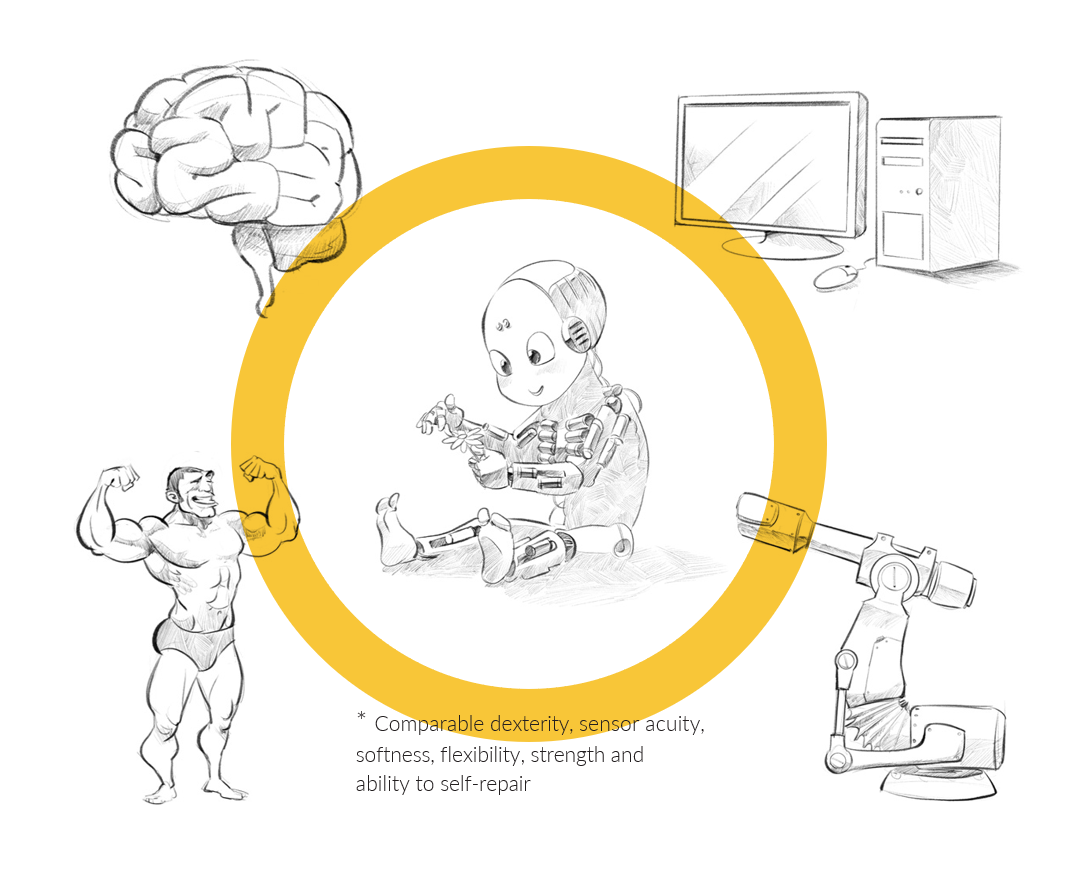 * Comparable dexterity, sensor acuity,
softness, flexibility, strength and
ability to self-repair